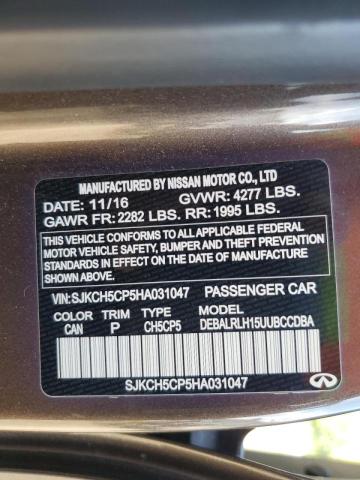 MANUFACTURED BY NISSAN MOTOR CO., LTD
DATE: 11/16 GVWR: 4277 LBS.
GAWR FR: 2282 LBS. RR: 1995 LBS.
THIS VEHICLE CONFORMS TO ALL APPLICABLE FEDERAL
MOTOR VEHICLE SAFETY, BUMPER AND THEFT PREVENTION
STANDARDS IN EFFECT ON THE DATE OF MANUFACTURE
SHOWN ABOVE.
VIN: SJKCH5CP5HA031047 PASSENGER CAR
COLOR TRIM TYPE MODEL
CAN P CH5CP5 DEBALRLH15UUBCCDBA
SJKCH5CP5HA031047
INFINITI